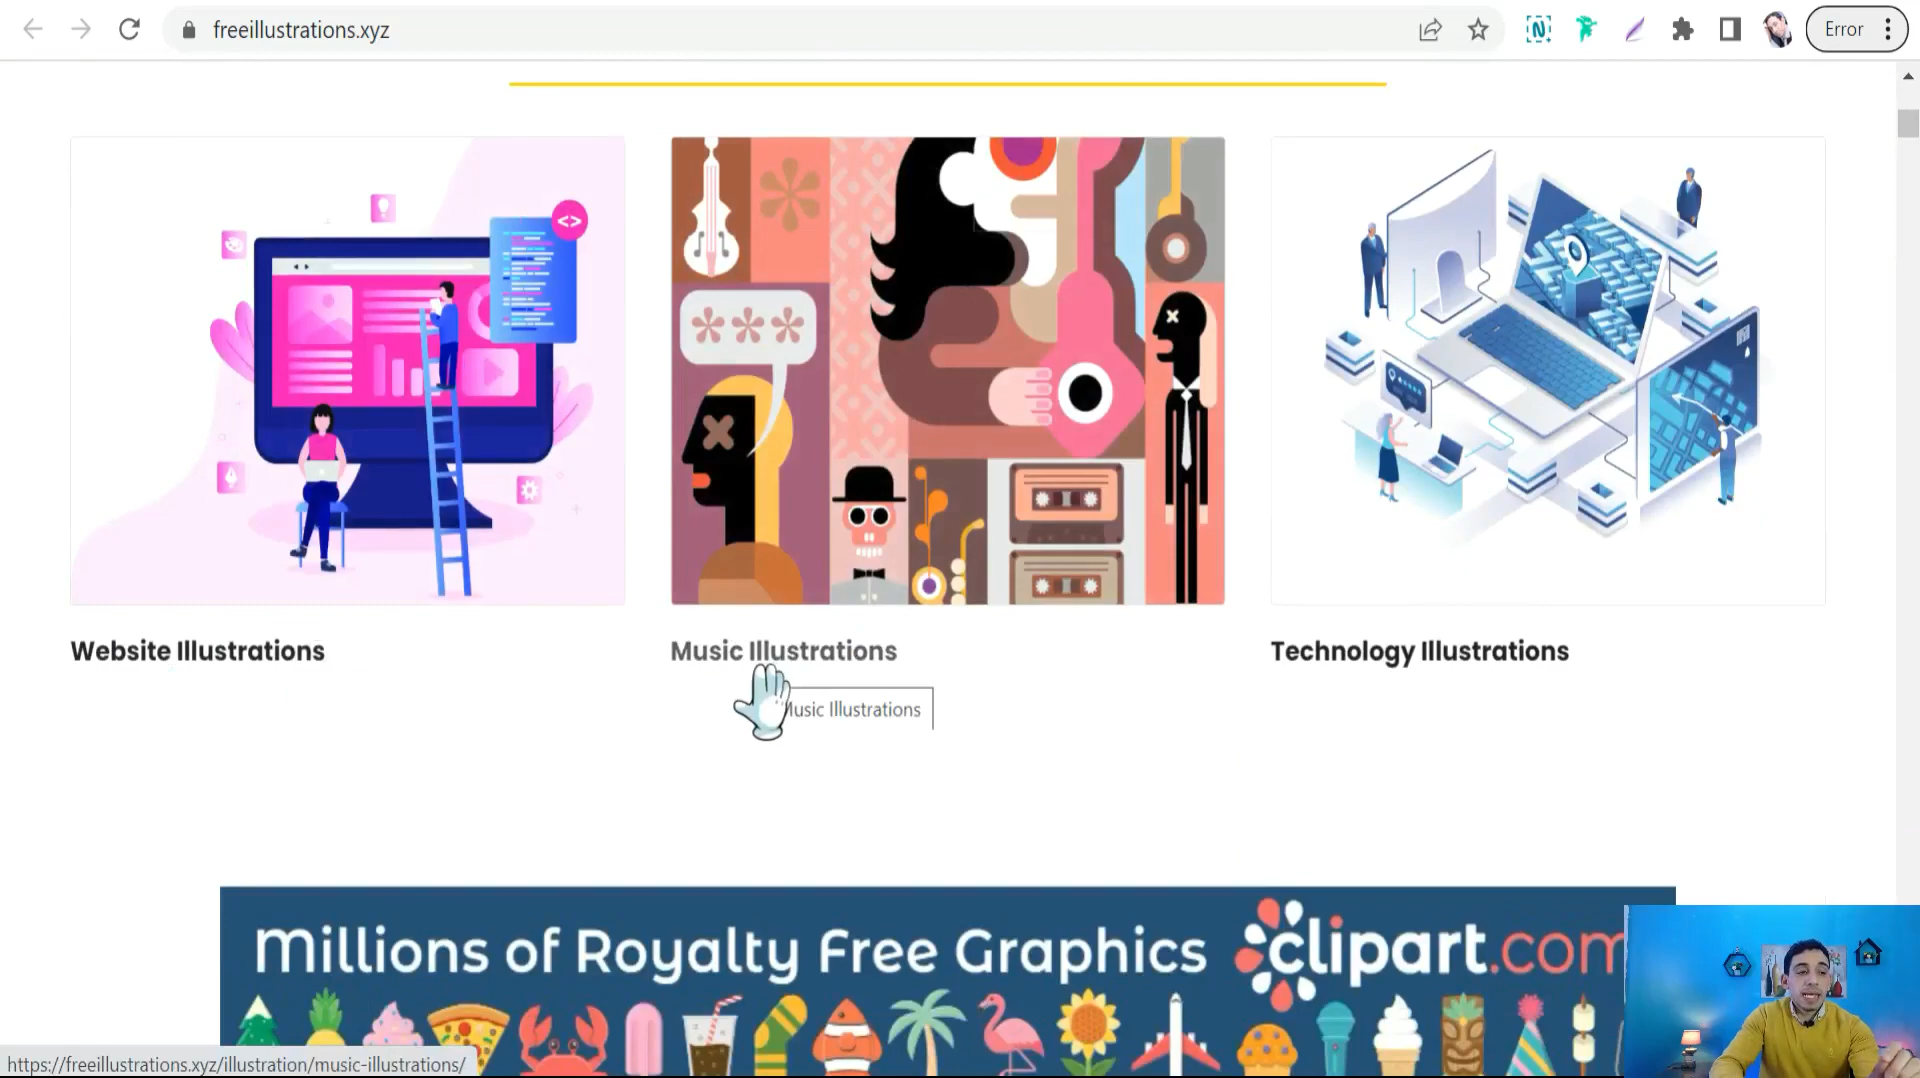 freeillustrations.xyz
Error
Website Illustrations
Music Illustrations
Technology Illustrations
Music Illustrations
Millions of Royalty Free Graphics
clipart.com
https://freeillustrations.xyz/illustration/music-illustrations/